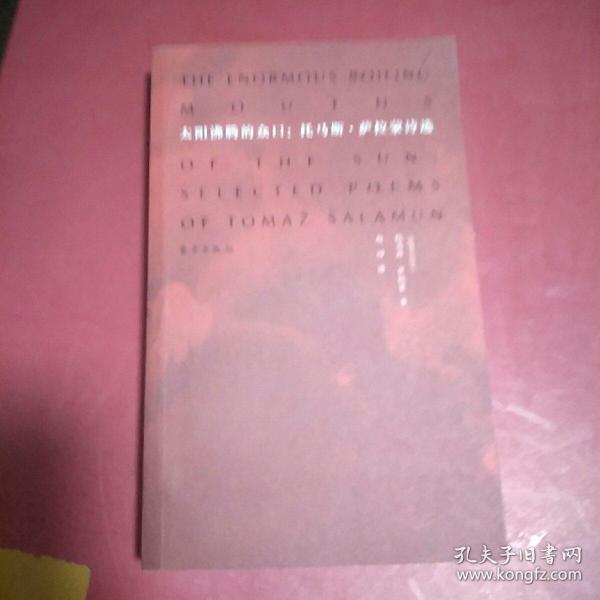 THE ENORMOUS BOILING
MOUTHS
太阳沸腾的众口：托马斯·萨拉蒙诗选
OF THE SUN
SELECTED POEMS
OF TOMAZ SALAMUN
孔夫子旧书网
www.kongfz.com